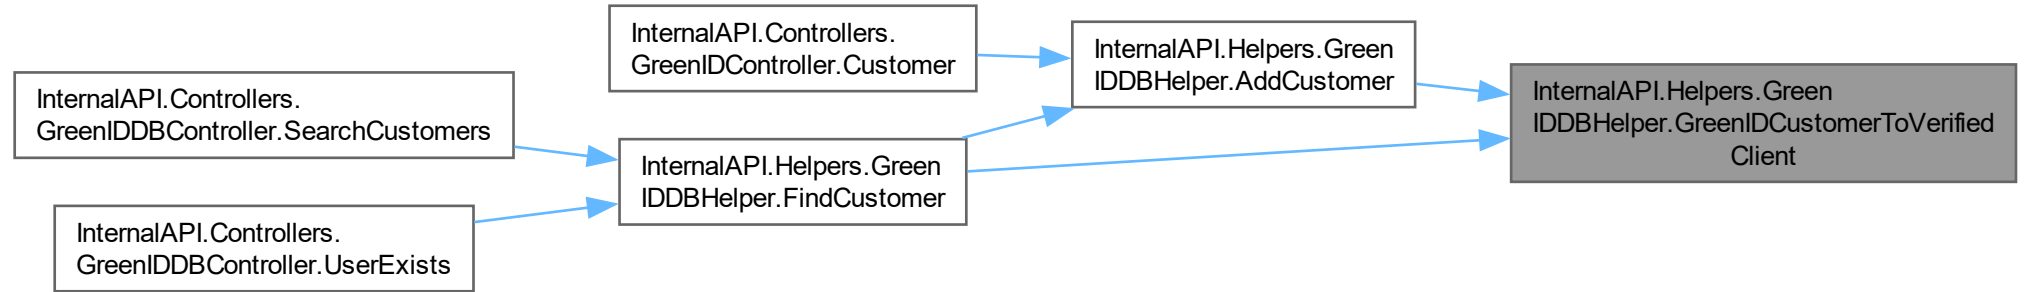 InternalAPI.Controllers.
GreenIDController.Customer
InternalAPI.Helpers.Green
IDDBHelper.AddCustomer
InternalAPI.Helpers.Green
IDDBHelper.GreenIDCustomerToVerified
Client
InternalAPI.Controllers.
GreenIDDBController.SearchCustomers
InternalAPI.Helpers.Green
IDDBHelper.FindCustomer
InternalAPI.Controllers.
GreenIDDBController.UserExists